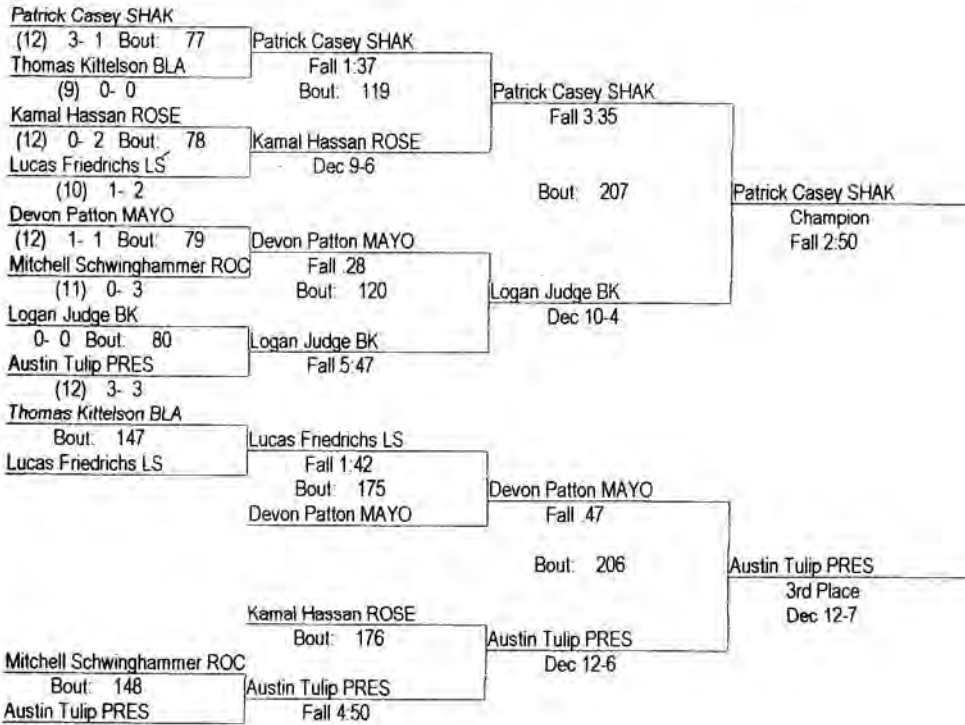 Patrick Casey SHAK
(12) 3- 1 Bout: 77
Thomas Kittelson BLA
(9) 0- 0
Kamal Hassan ROSE
(12) 0- 2 Bout: 78
Lucas Friedrichs LS
(10) 1- 2
Devon Patton MAYO
(12) 1- 1 Bout: 79
Mitchell Schwinghammer ROC
(11) 0- 3
Logan Judge BK
0- 0 Bout: 80
Austin Tulip PRES
(12) 3- 3
Patrick Casey SHAK
Fall 1:37
Bout: 119
Kamal Hassan ROSE
Dec 9-6
Devon Patton MAYO
Fall .28
Bout: 120
Logan Judge BK
Fall 5:47
Patrick Casey SHAK
Fall 3:35
Bout: 207
Logan Judge BK
Dec 10-4
Patrick Casey SHAK
Champion
Fall 2:50
Thomas Kittelson BLA
Bout: 147
Lucas Friedrichs LS
Lucas Friedrichs LS
Fall 1:42
Bout: 175
Devon Patton MAYO
Devon Patton MAYO
Fall .47
Bout: 206
Kamal Hassan ROSE
Bout: 176
Mitchell Schwinghammer ROC
Bout: 148
Austin Tulip PRES
Austin Tulip PRES
Fall 4:50
Austin Tulip PRES
Dec 12-6
Austin Tulip PRES
3rd Place
Dec 12-7